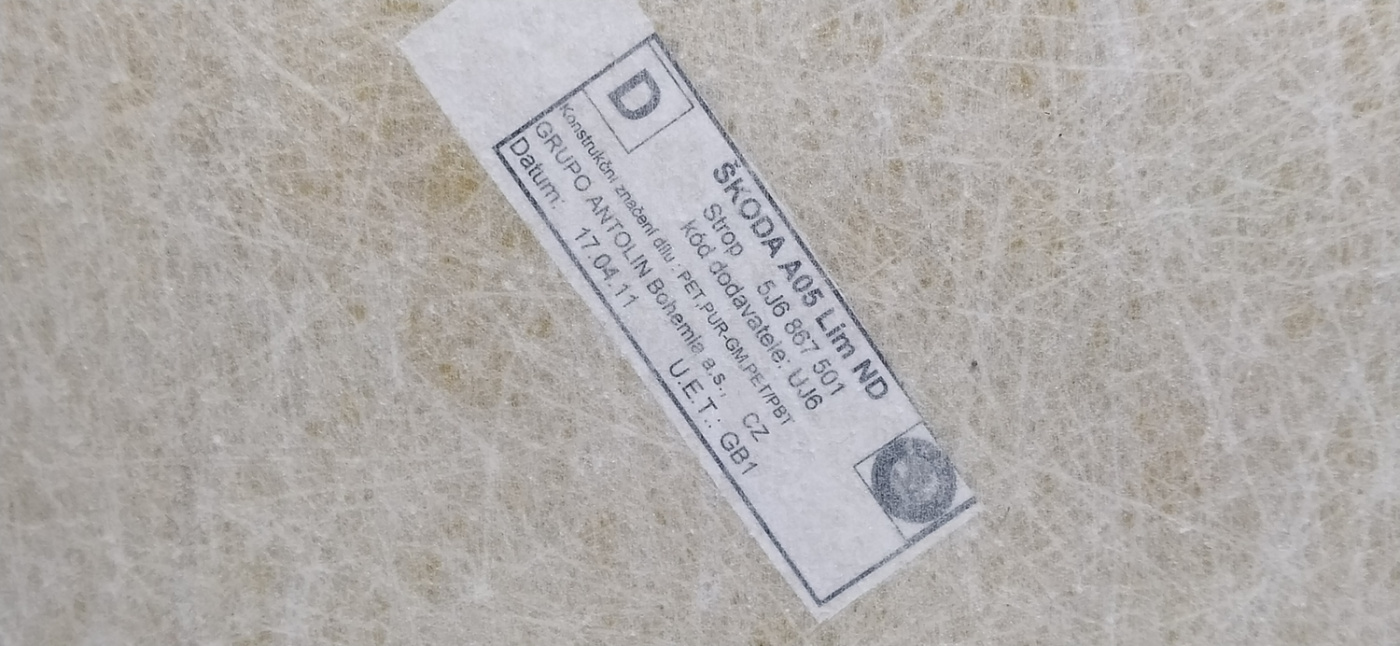 D
ŠKODA A05 Lim ND
Strop 5J6 867 501
kód dodavatele: UJ6
Konstrukční značení dílu : PET,PUR-GM,PET/PBT
GRUPO ANTOLIN Bohemia a.s., CZ
Datum: 17.04.11 U.E.T.: GB1